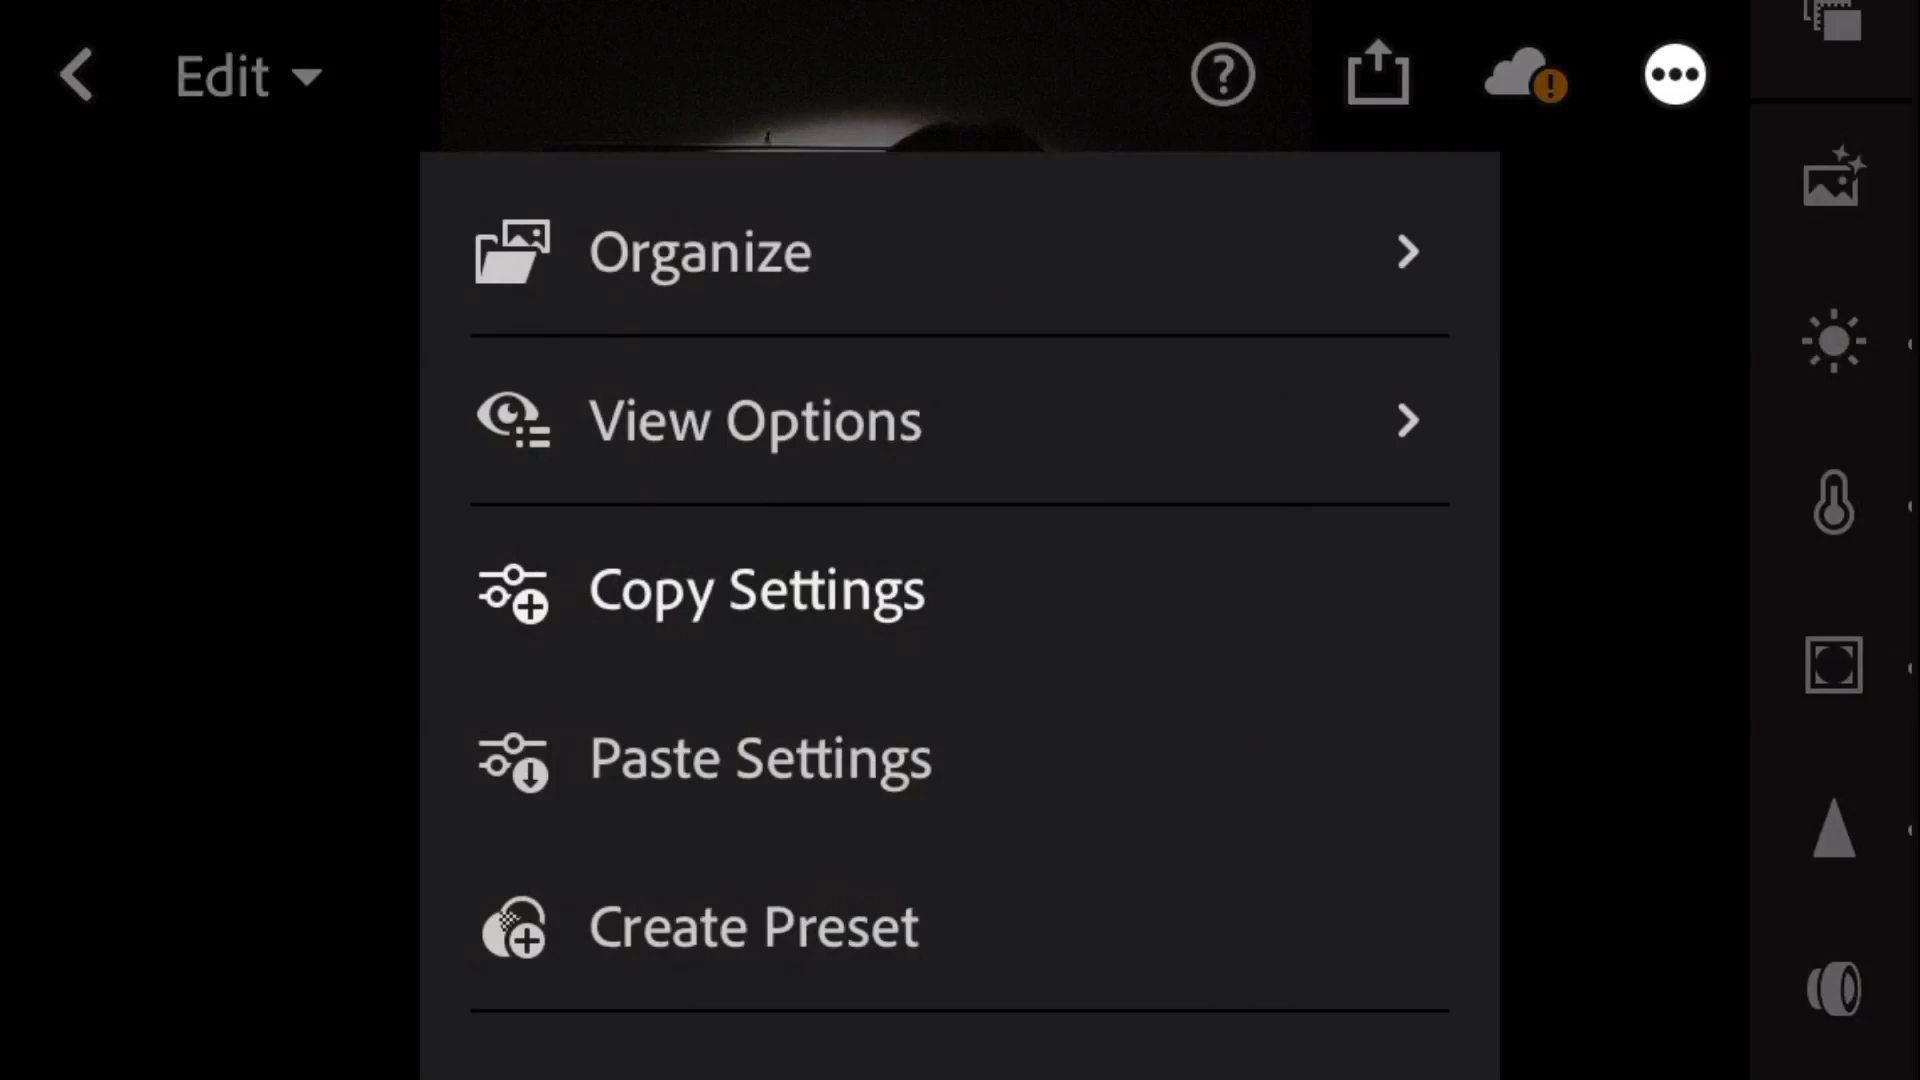 Edit
Organize
View Options
Copy Settings
Paste Settings
Create Preset